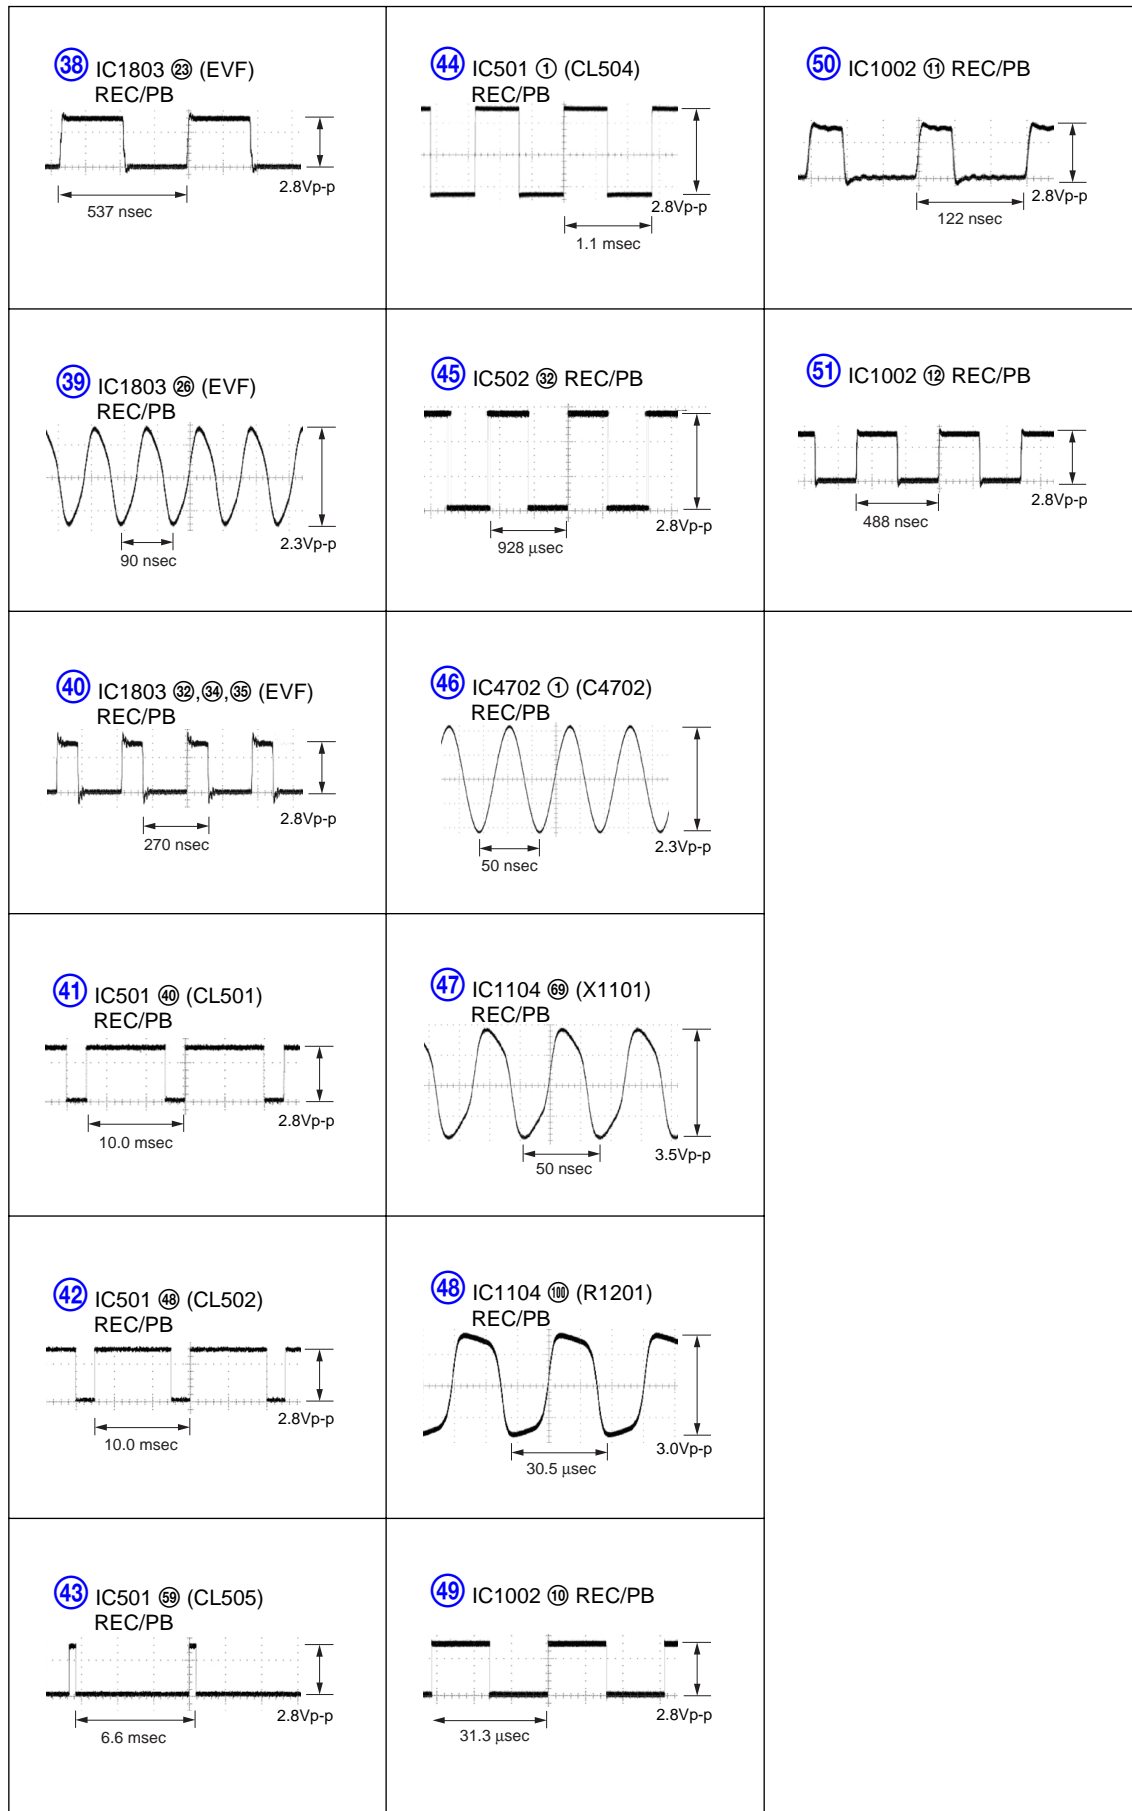 38 IC1803 ㉓ (EVF)
REC/PB
2.8Vp-p
537 nsec
39 IC1803 ㉖ (EVF)
REC/PB
2.3Vp-p
90 nsec
40 IC1803 ㉜,㉞,㉟ (EVF)
REC/PB
2.8Vp-p
270 nsec
41 IC501 ㊵ (CL501)
REC/PB
2.8Vp-p
10.0 msec
42 IC501 ㊽ (CL502)
REC/PB
2.8Vp-p
10.0 msec
43 IC501 59 (CL505)
REC/PB
2.8Vp-p
6.6 msec
44 IC501 ① (CL504)
REC/PB
2.8Vp-p
1.1 msec
45 IC502 ㉜ REC/PB
2.8Vp-p
928 µsec
46 IC4702 ① (C4702)
REC/PB
2.3Vp-p
50 nsec
47 IC1104 69 (X1101)
REC/PB
3.5Vp-p
50 nsec
48 IC1104 100 (R1201)
REC/PB
3.0Vp-p
30.5 µsec
49 IC1002 ⑩ REC/PB
2.8Vp-p
31.3 µsec
50 IC1002 ⑪ REC/PB
2.8Vp-p
122 nsec
51 IC1002 ⑫ REC/PB
2.8Vp-p
488 nsec